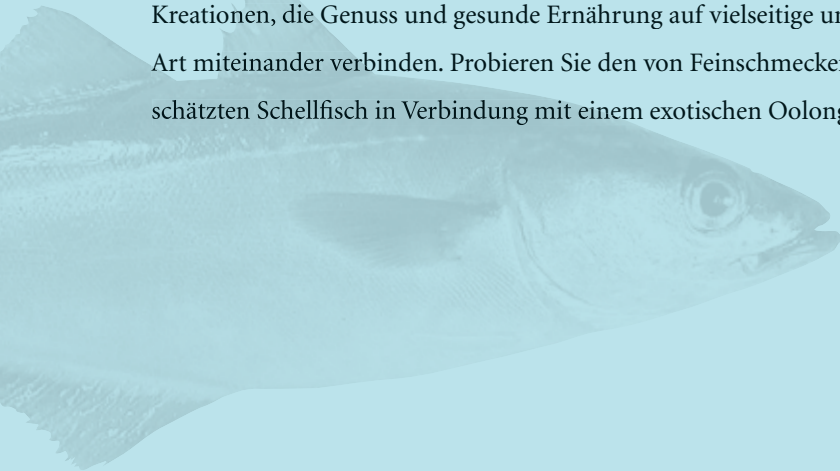 Kreationen, die Genuss und gesunde Ernährung auf vielseitige
Art miteinander verbinden. Probieren Sie den von
schätzten Schellfisch in Verbindung mit einem exotischen